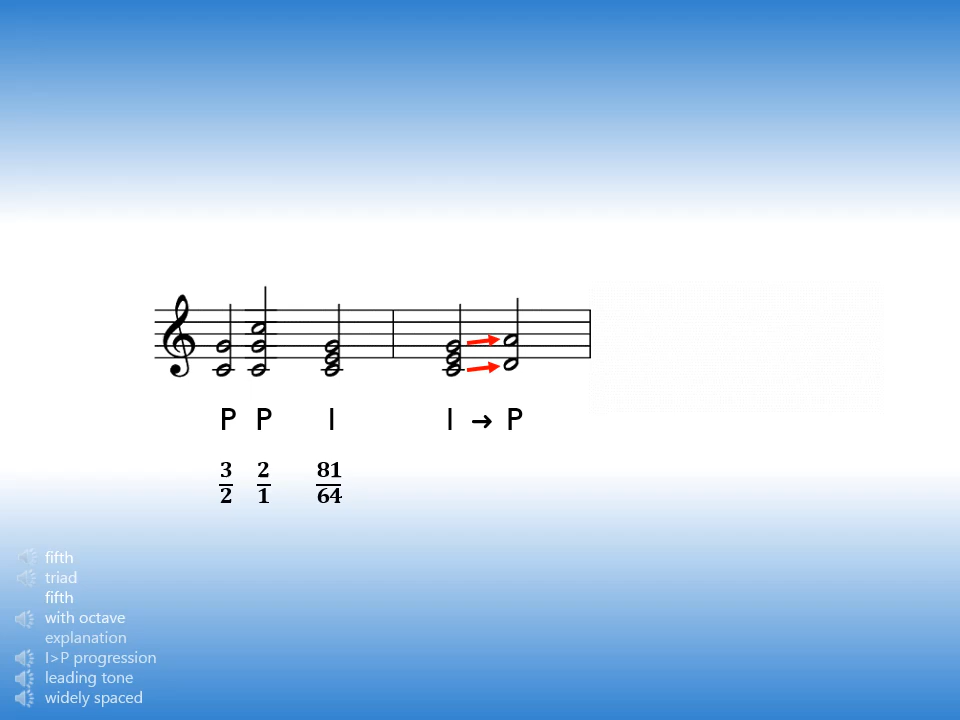 P P I I → P
3/2 2/1 81/64
fifth
triad
fifth
with octave
explanation
I>P progression
leading tone
widely spaced